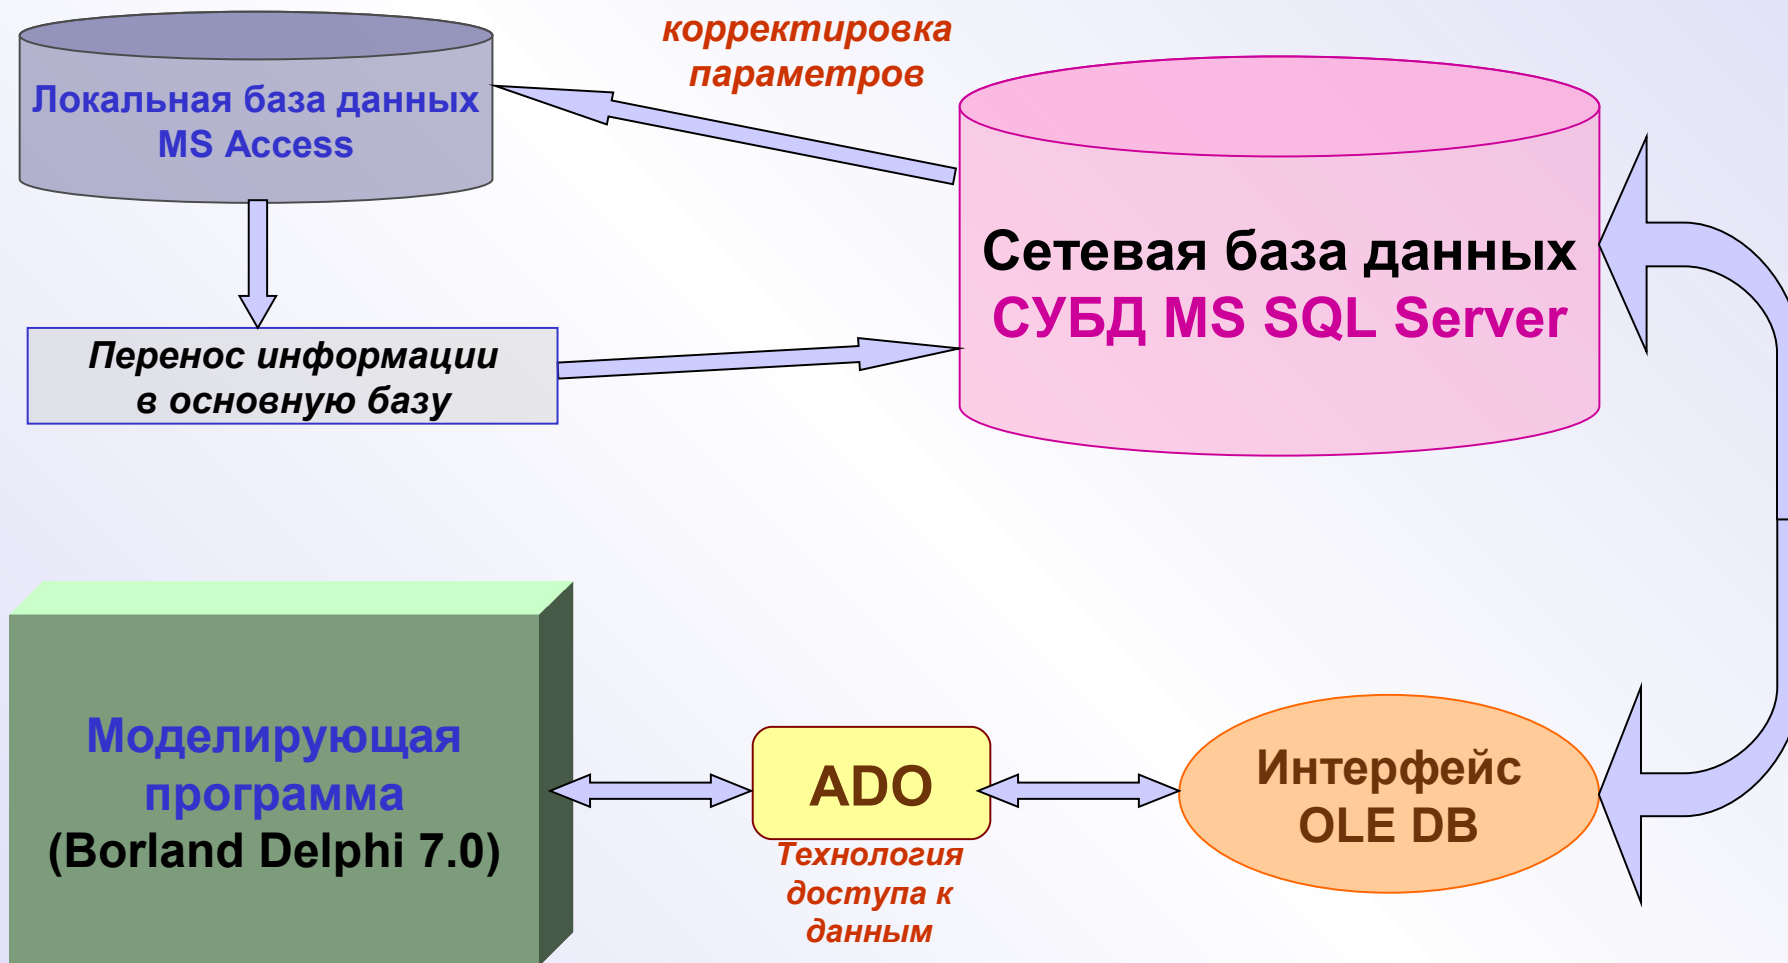 корректировка
параметров
Локальная база данных
MS Access
Сетевая база данных
СУБД MS SQL Server
Перенос информации
в основную базу
Моделирующая
программа
(Borland Delphi 7.0)
ADO
Технология
доступа к
данным
Интерфейс
OLE DB